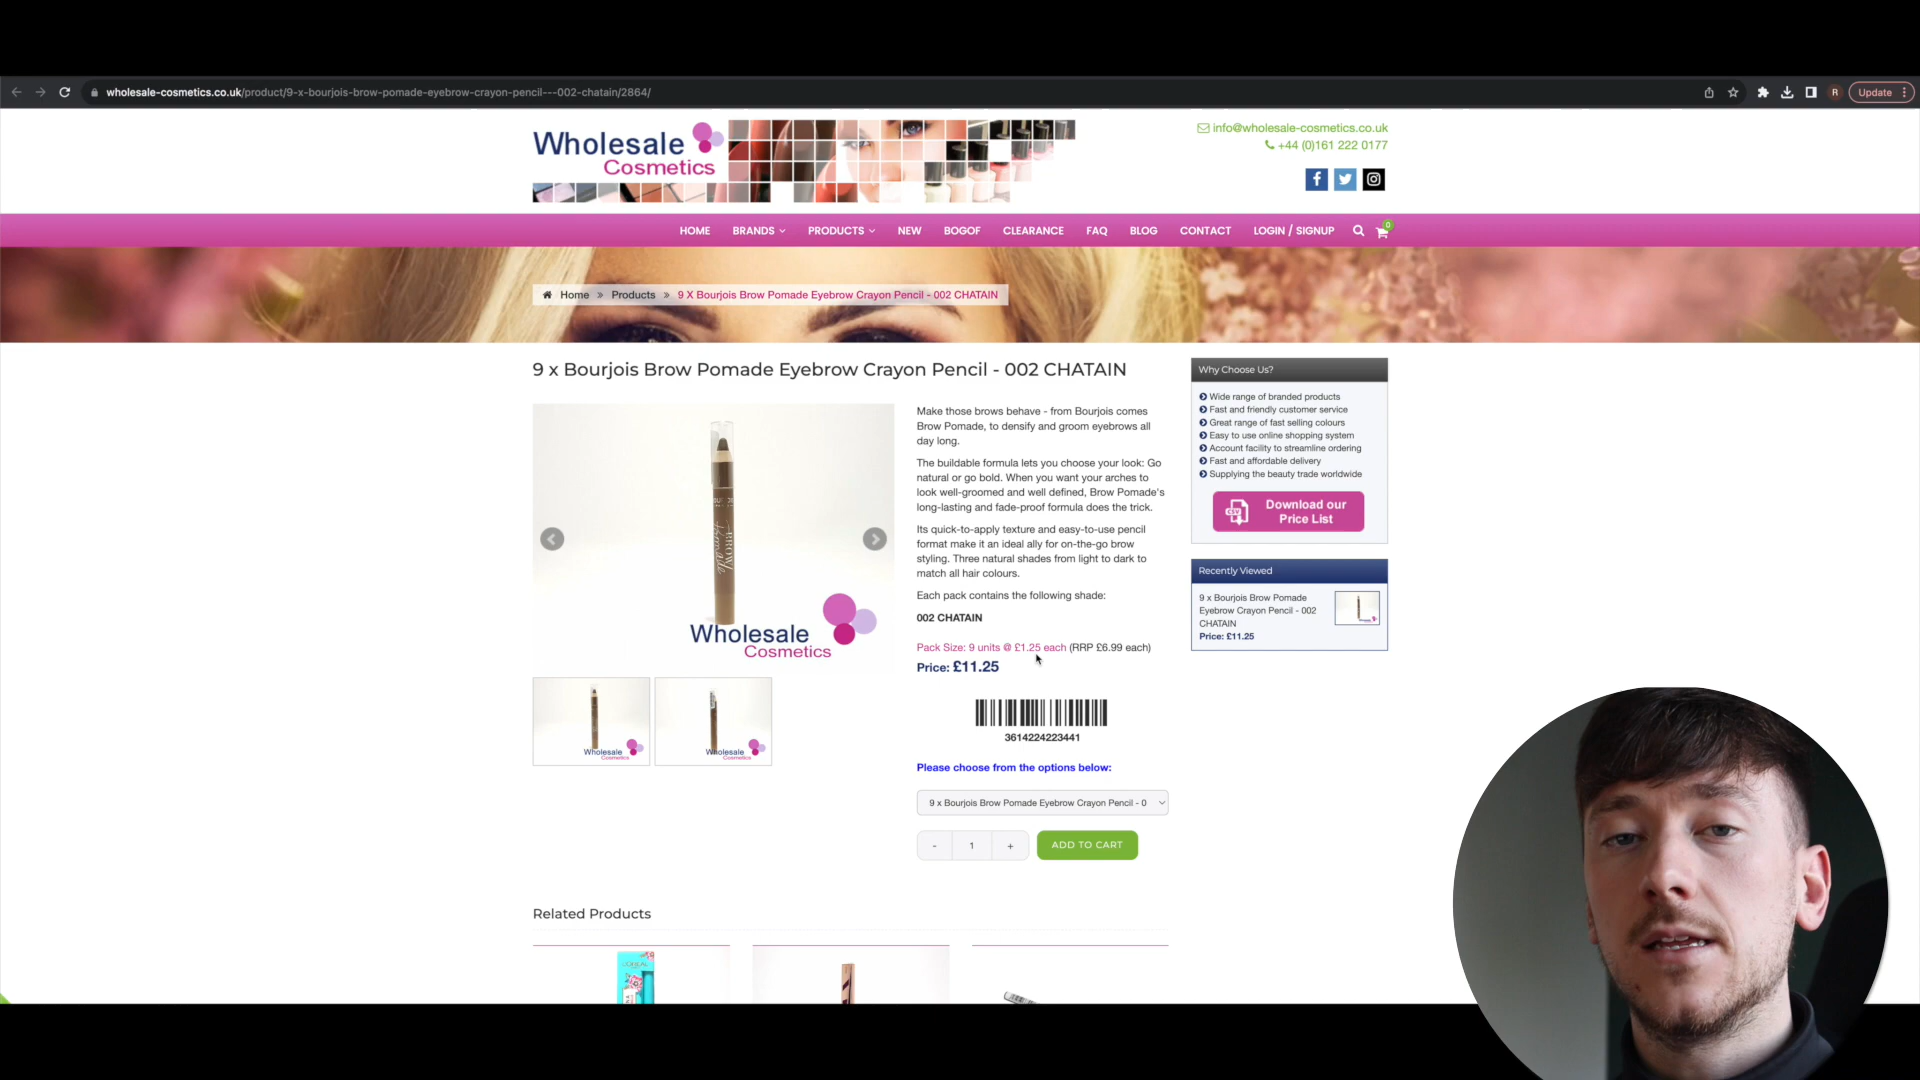 wholesale-cosmetics.co.uk/product/9-x-bourjois-brow-pomade-eyebrow-crayon-pencil---002-chatain/2864/
R
Update
Wholesale
Cosmetics
info@wholesale-cosmetics.co.uk
+44 (0)161 222 0177
HOME BRANDS PRODUCTS NEW BOGOF CLEARANCE FAQ BLOG CONTACT LOGIN / SIGNUP 0
Home » Products » 9 X Bourjois Brow Pomade Eyebrow Crayon Pencil - 002 CHATAIN
9 x Bourjois Brow Pomade Eyebrow Crayon Pencil - 002 CHATAIN
BROW
Pomade
Wholesale
Cosmetics
Wholesale
Cosmetics
Wholesale
Cosmetics
Make those brows behave - from Bourjois comes
Brow Pomade, to densify and groom eyebrows all
day long.
The buildable formula lets you choose your look: Go
natural or go bold. When you want your arches to
look well-groomed and well defined, Brow Pomade's
long-lasting and fade-proof formula does the trick.
Its quick-to-apply texture and easy-to-use pencil
format make it an ideal ally for on-the-go brow
styling. Three natural shades from light to dark to
match all hair colours.
Each pack contains the following shade:
002 CHATAIN
Pack Size: 9 units @ £1.25 each (RRP £6.99 each)
Price: £11.25
3614224223441
Please choose from the options below:
9 x Bourjois Brow Pomade Eyebrow Crayon Pencil - 0
- 1 +
ADD TO CART
Why Choose Us?
Wide range of branded products
Fast and friendly customer service
Great range of fast selling colours
Easy to use online shopping system
Account facility to streamline ordering
Fast and affordable delivery
Supplying the beauty trade worldwide
CSV
Download our
Price List
Recently Viewed
9 x Bourjois Brow Pomade
Eyebrow Crayon Pencil - 002
CHATAIN
Price: £11.25
Related Products